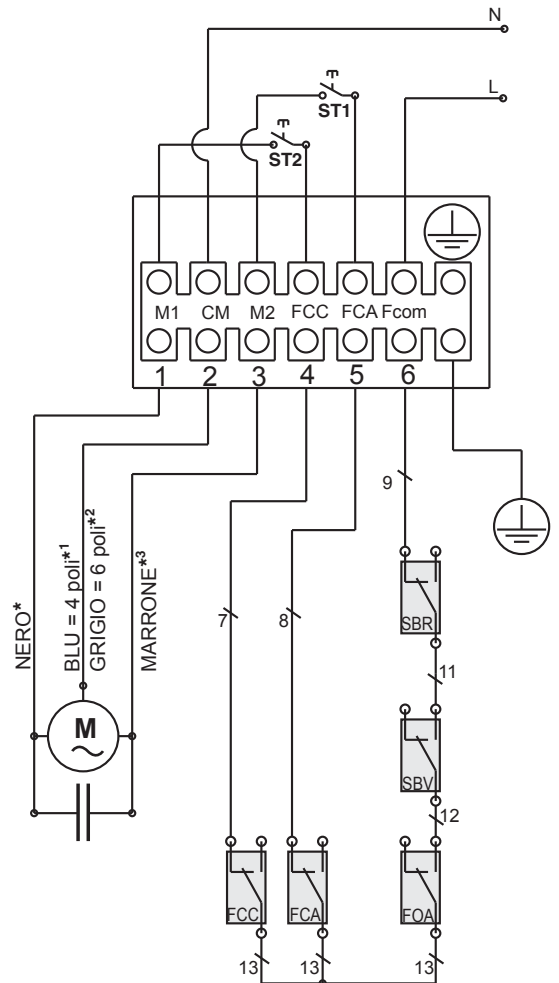 N
L
ST1
ST2
M1 CM M2 FCC FCA Fcom
1 2 3 4 5 6
9
NERO*
BLU = 4 poli*1
GRIGIO = 6 poli*2
MARRONE*3
7
8
SBR
11
M
SBV
12
FCC FCA FOA
13 13 13